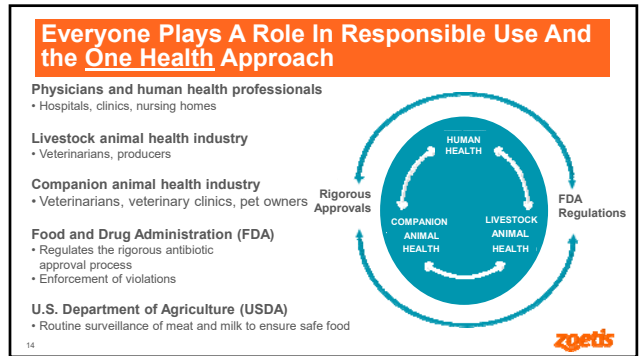 Everyone Plays A Role In Responsible Use And
the One Health Approach
Physicians and human health professionals
• Hospitals, clinics, nursing homes
Livestock animal health industry
• Veterinarians, producers
Companion animal health industry
• Veterinarians, veterinary clinics, pet owners
Food and Drug Administration (FDA)
• Regulates the rigorous antibiotic
approval process
• Enforcement of violations
U.S. Department of Agriculture (USDA)
• Routine surveillance of meat and milk to ensure safe food
Rigorous
Approvals
HUMAN
HEALTH
COMPANION
ANIMAL
HEALTH
LIVESTOCK
ANIMAL
HEALTH
FDA
Regulations
14
zoetis